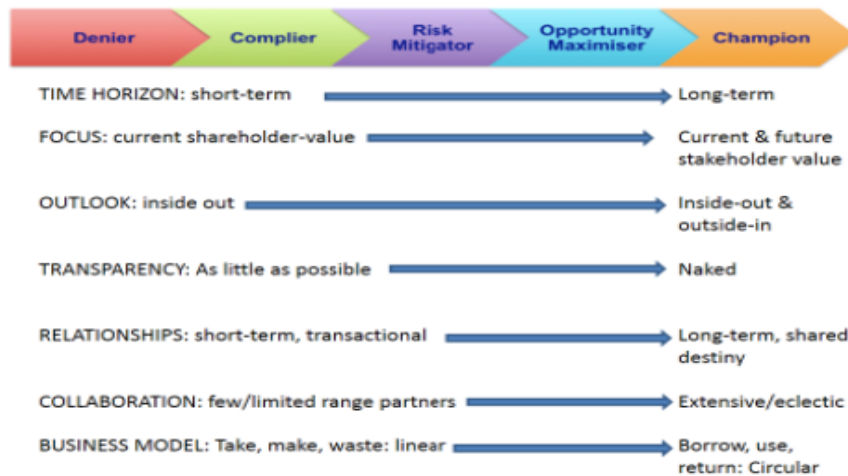 Denier
Complier
Risk
Mitigator
Opportunity
Maximiser
Champion
TIME HORIZON: short-term
Long-term
FOCUS: current shareholder-value
Current & future
stakeholder value
OUTLOOK: inside out
Inside-out &
outside-in
TRANSPARENCY: As little as possible
Naked
RELATIONSHIPS: short-term, transactional
Long-term, shared
destiny
COLLABORATION: few/limited range partners
Extensive/eclectic
BUSINESS MODEL: Take, make, waste: linear
Borrow, use,
return: Circular